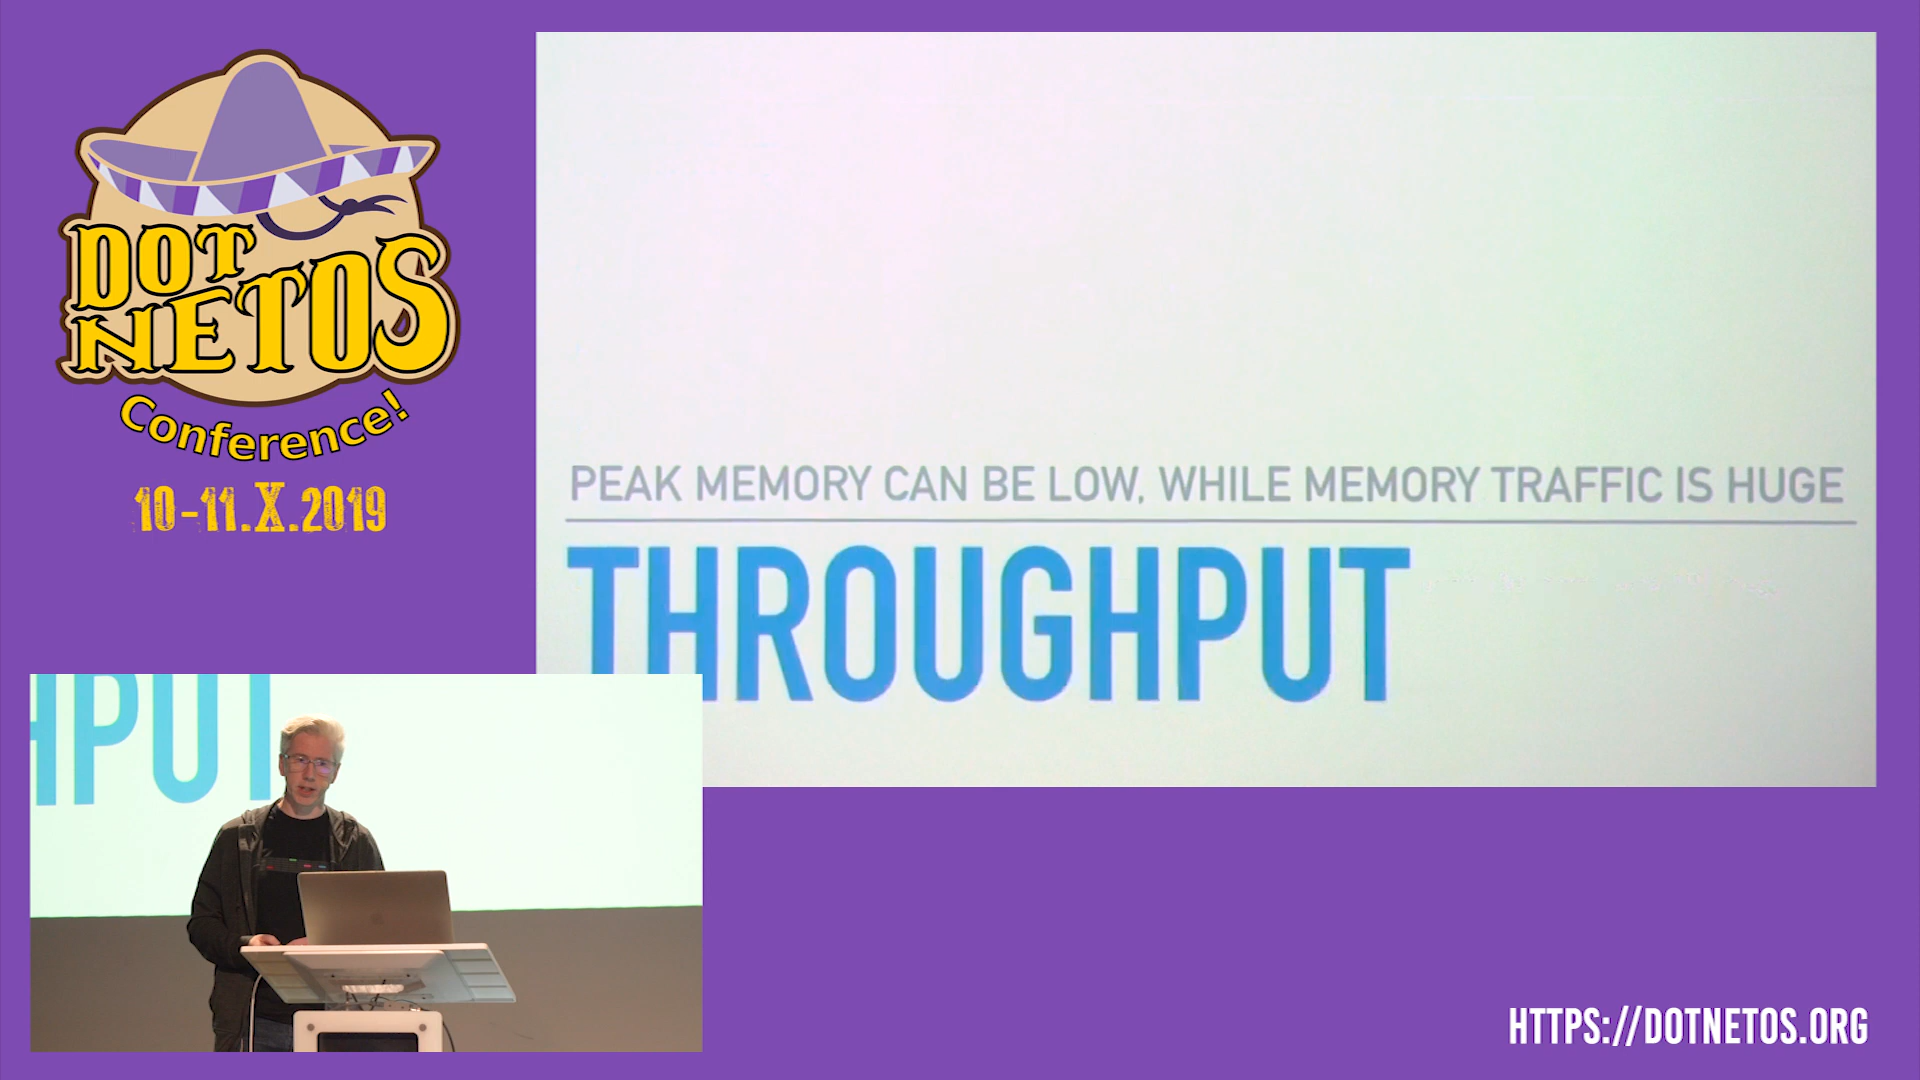 DOT
NETOS
Conference!
10-11.X.2019
PEAK MEMORY CAN BE LOW, WHILE MEMORY TRAFFIC IS HUGE
THROUGHPUT
HPUT
HTTPS://DOTNETOS.ORG